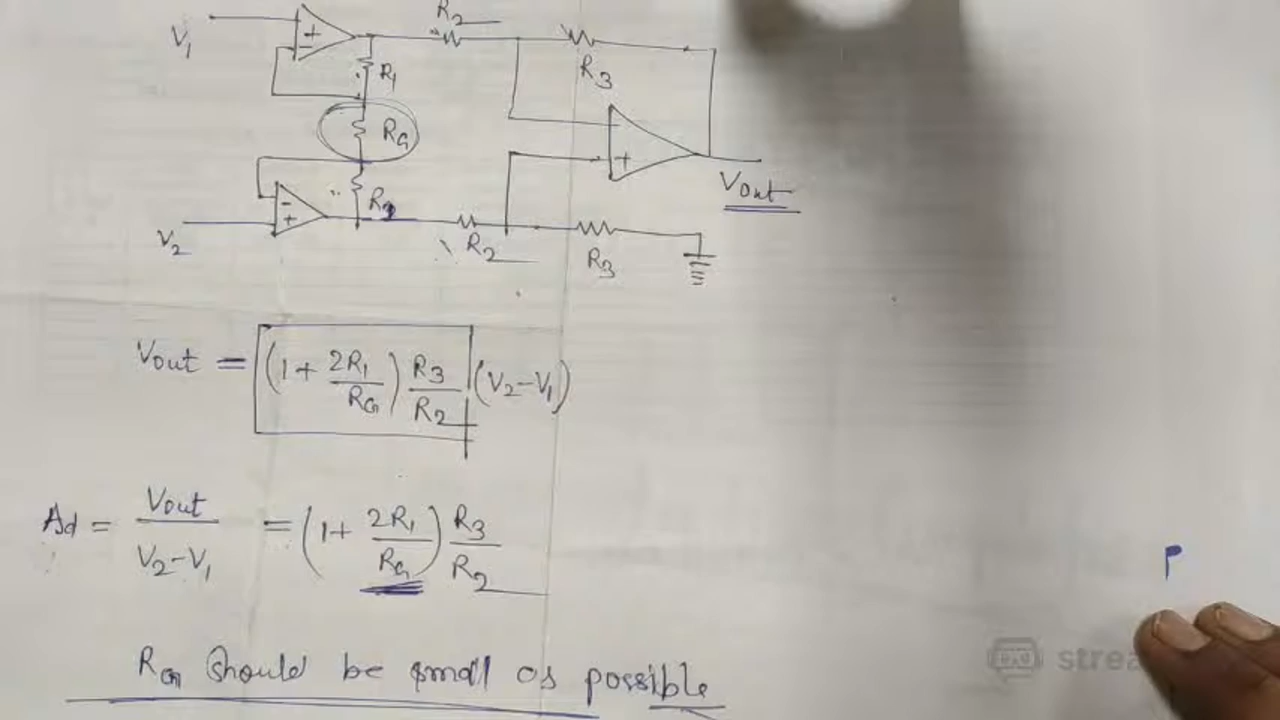 R2
V1
+
−
R1
R3
RG
+
Vout
−
+
R1
V2
R2
R3
Vout = (1 + 2R1/RG) R3/R2 (V2−V1)
Ad = Vout/V2−V1 = (1 + 2R1/RG) R3/R2
P
RG should be small as possible